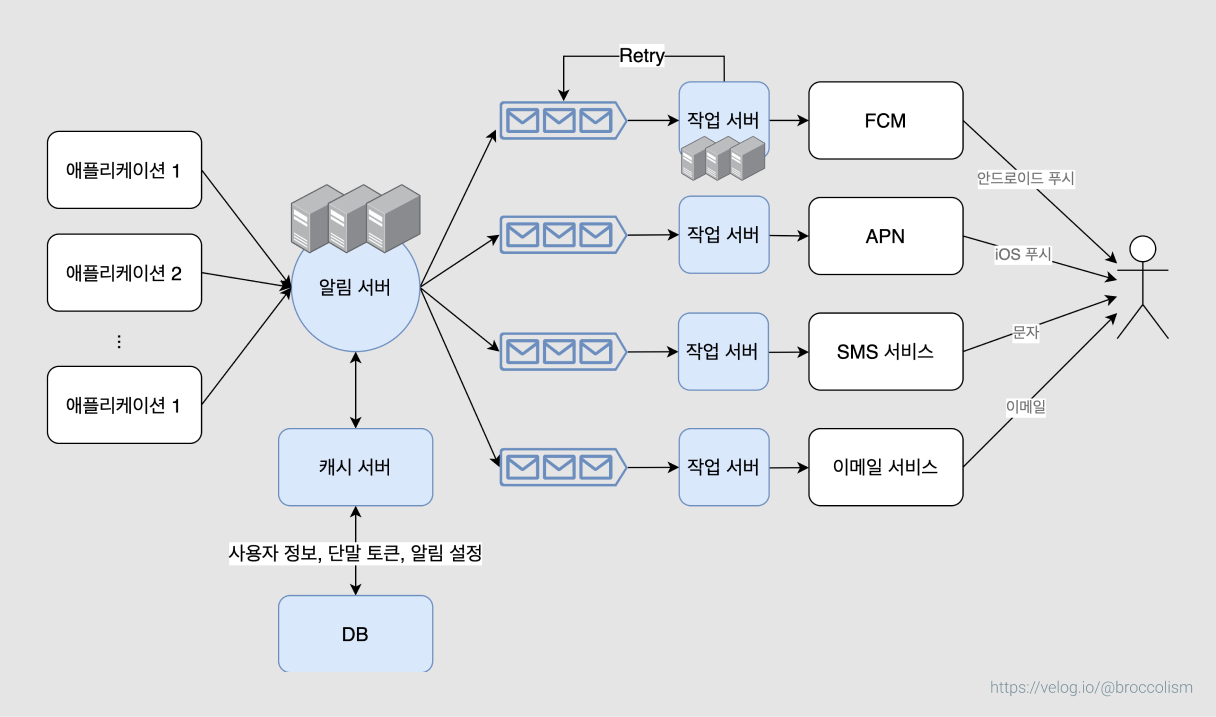 Retry
애플리케이션 1
애플리케이션 2
⋮
애플리케이션 1
알림 서버
캐시 서버
사용자 정보, 단말 토큰, 알림 설정
DB
작업 서버
FCM
안드로이드 푸시
작업 서버
APN
iOS 푸시
작업 서버
SMS 서비스
문자
작업 서버
이메일 서비스
이메일
https://velog.io/@broccolism